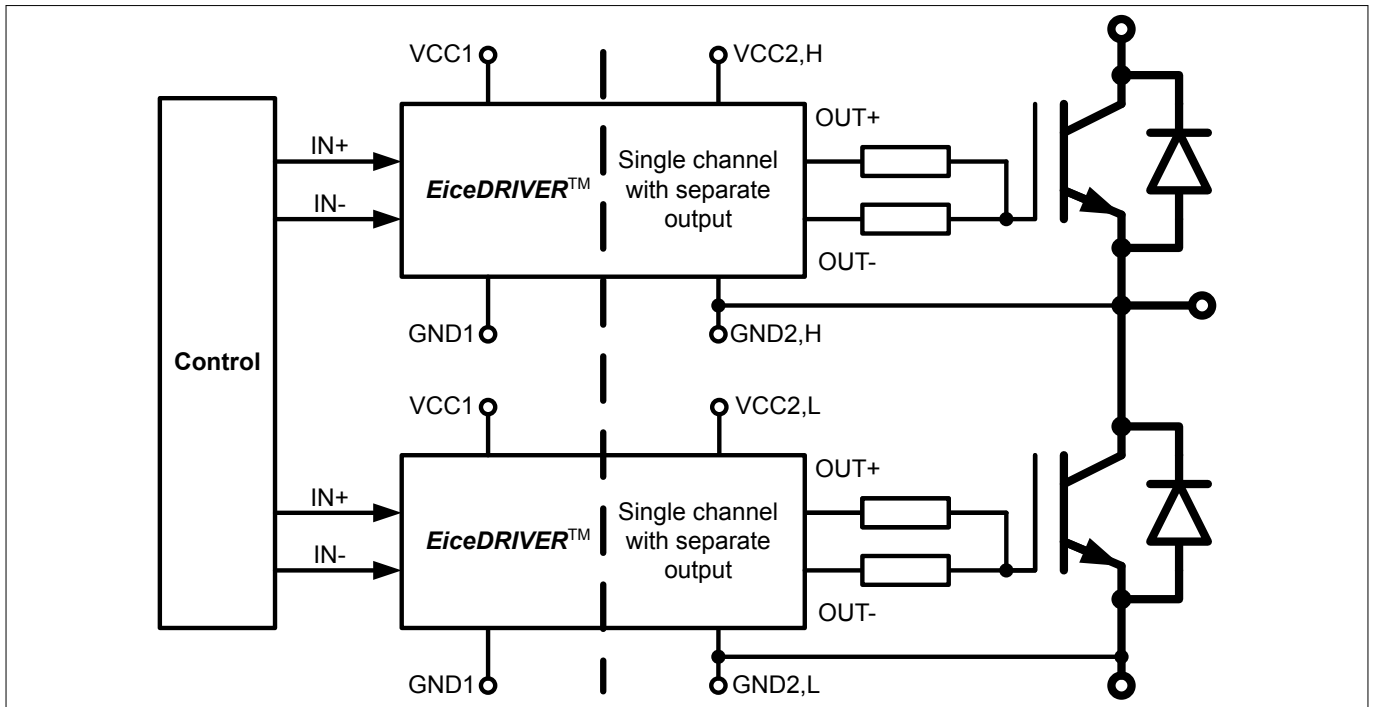 VCC1
VCC2,H
OUT+
IN+
EiceDRIVER™
Single channel
with separate
output
IN-
OUT-
GND1
GND2,H
Control
VCC1
VCC2,L
OUT+
IN+
EiceDRIVER™
Single channel
with separate
output
IN-
OUT-
GND1
GND2,L